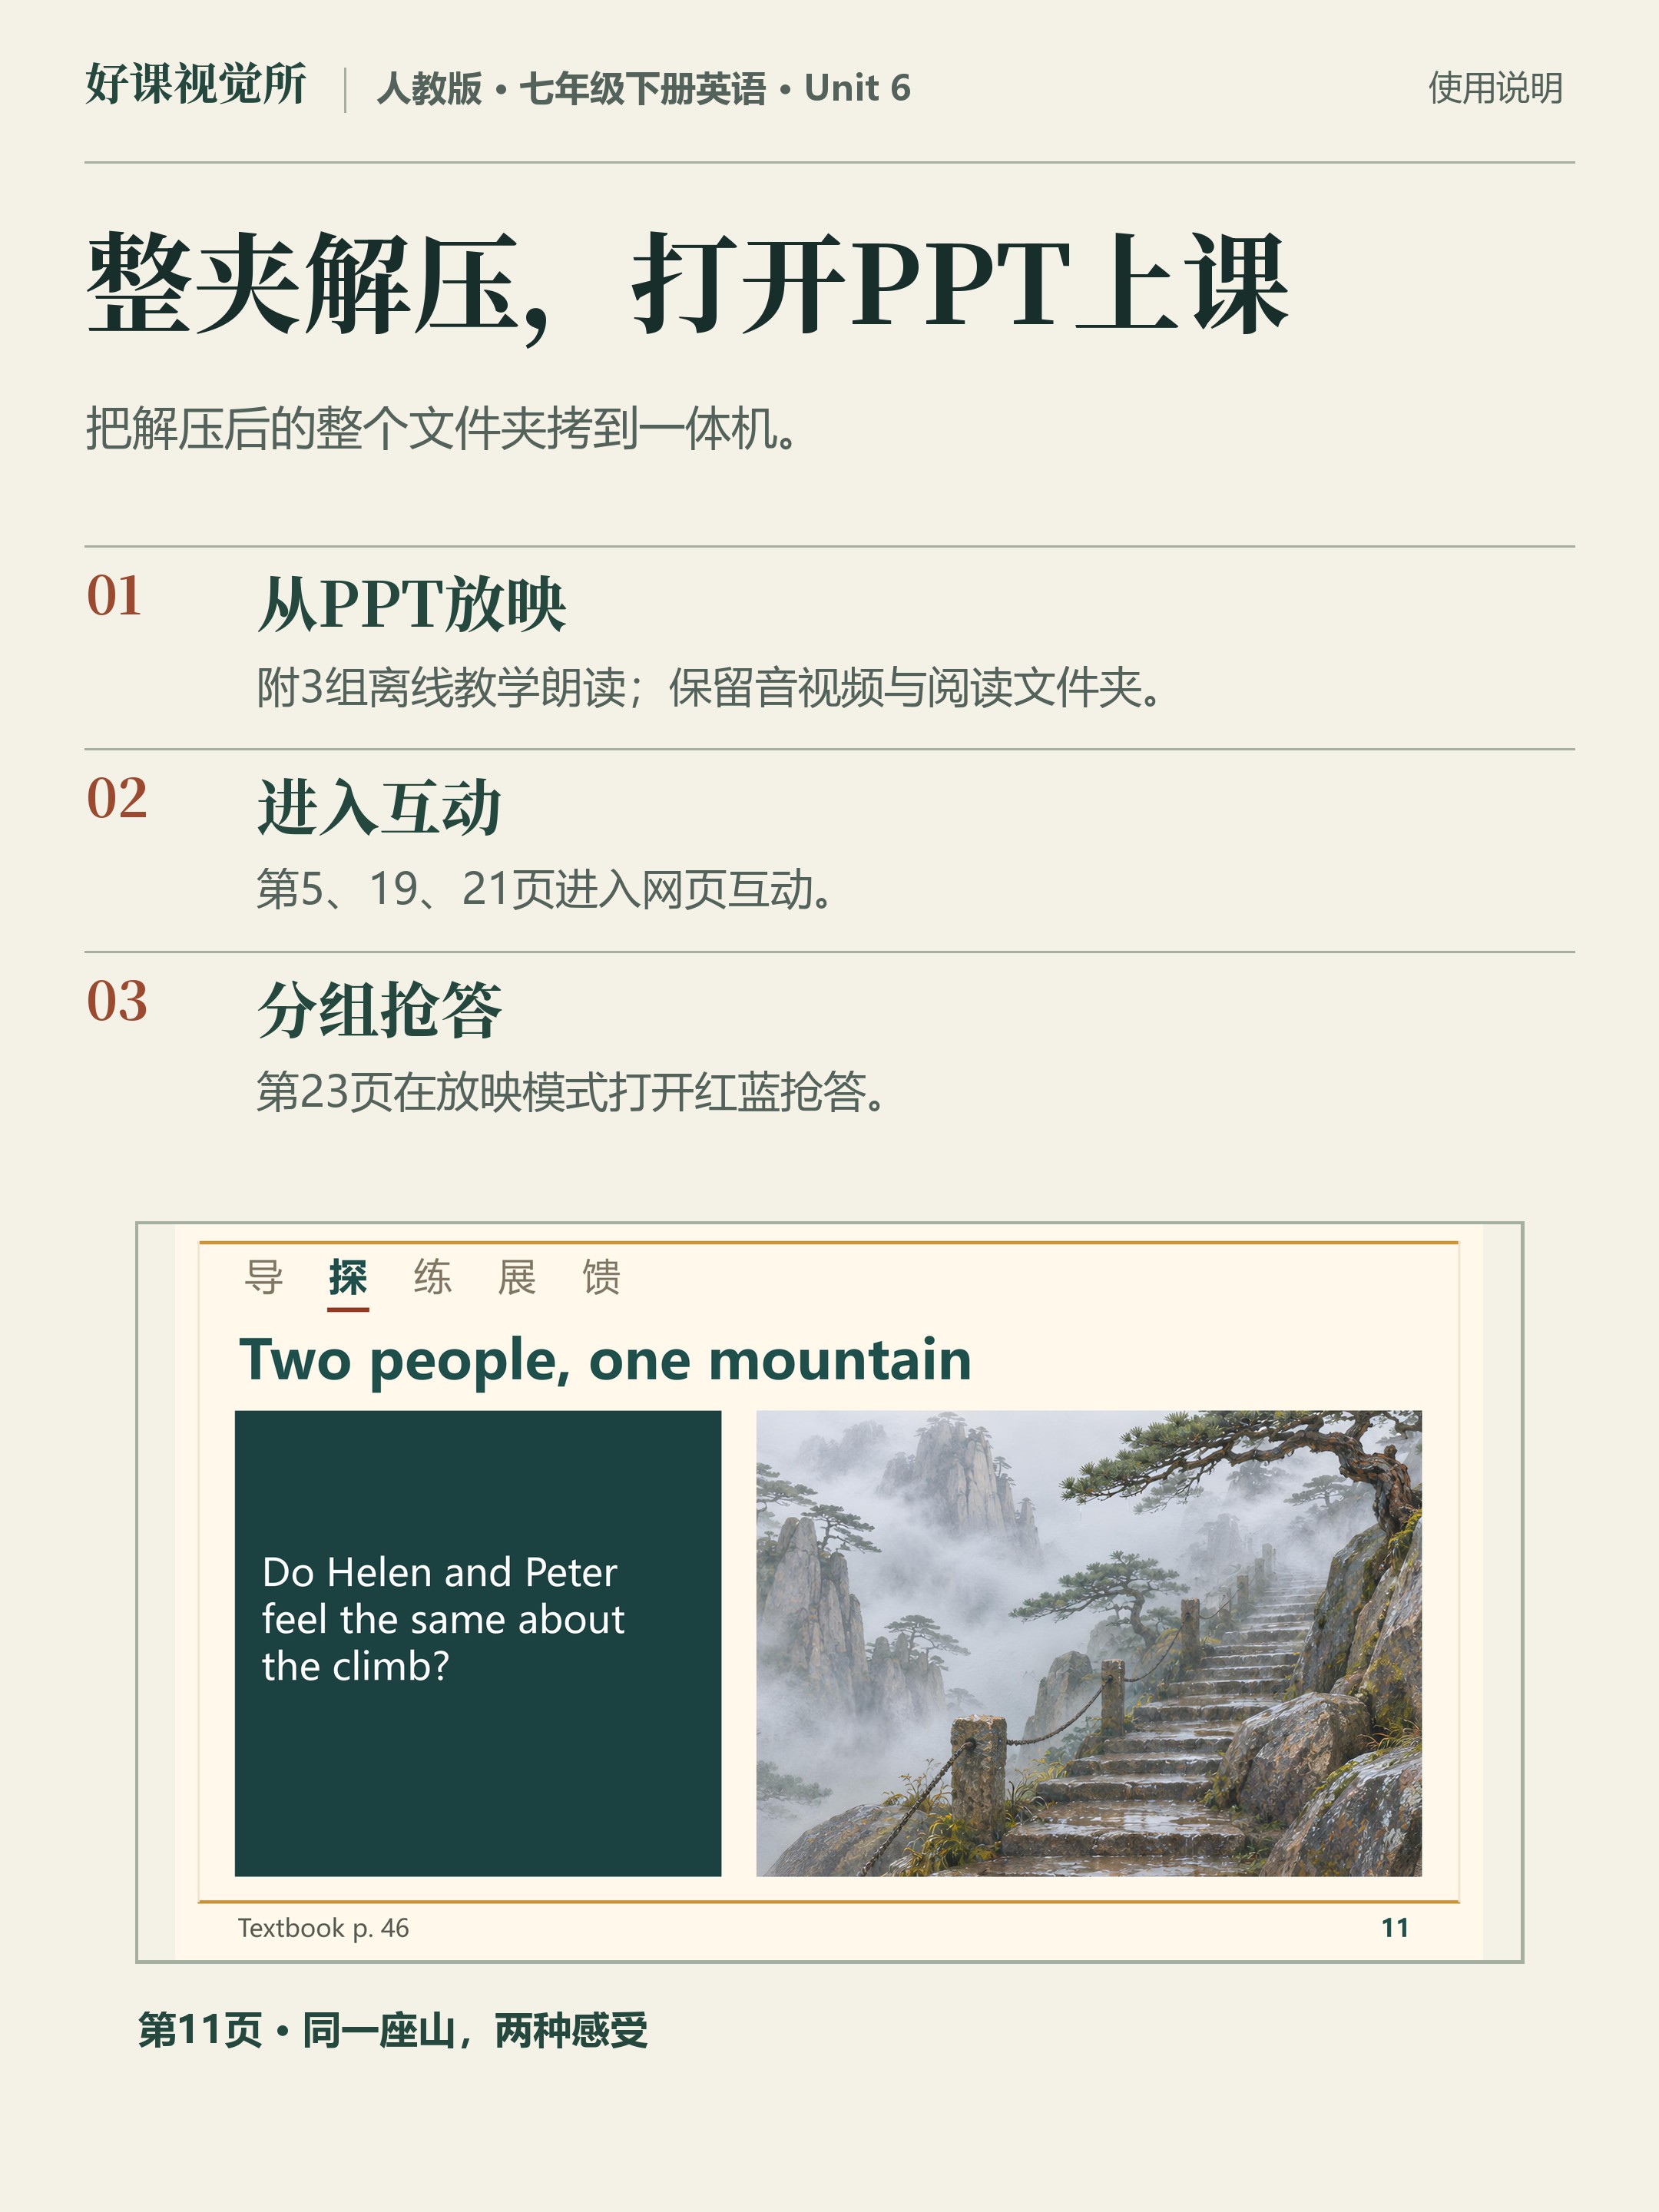 好课视觉所
人教版·七年级下册英语·Unit 6
使用说明
整夹解压，打开PPT上课
把解压后的整个文件夹拷到一体机。
01
从PPT放映
附3组离线教学朗读；保留音视频与阅读文件夹。
02
进入互动
第5、19、21页进入网页互动。
03
分组抢答
第23页在放映模式打开红蓝抢答。
导 探 练 展 馈
Two people, one mountain
Do Helen and Peter
feel the same about
the climb?
Textbook p. 46
11
第11页·同一座山，两种感受